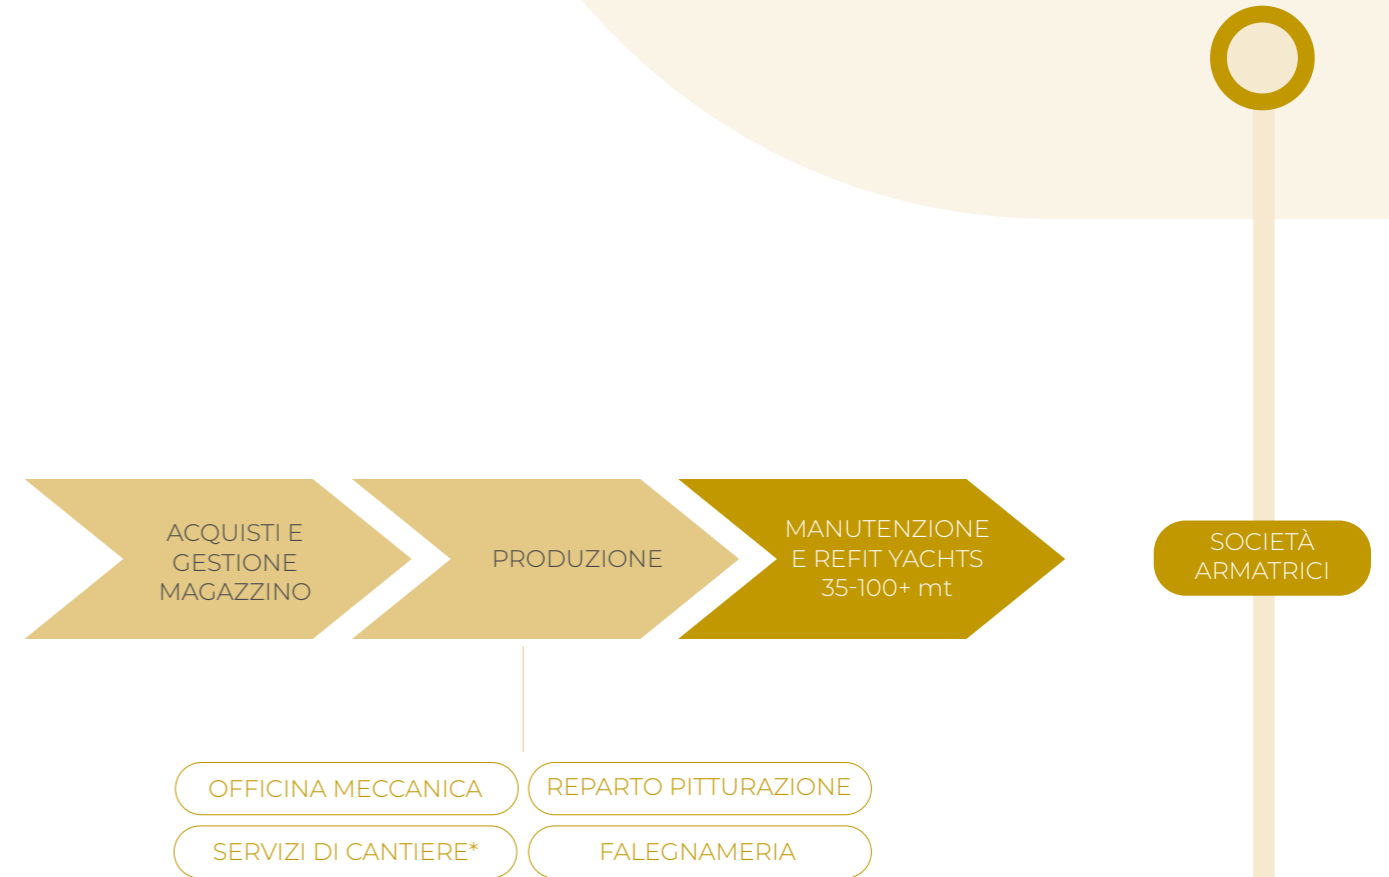 ACQUISTI E
GESTIONE
MAGAZZINO
PRODUZIONE
MANUTENZIONE
E REFIT YACHTS
35-100+ mt
SOCIETÀ
ARMATRICI
OFFICINA MECCANICA
REPARTO PITTURAZIONE
SERVIZI DI CANTIERE*
FALEGNAMERIA